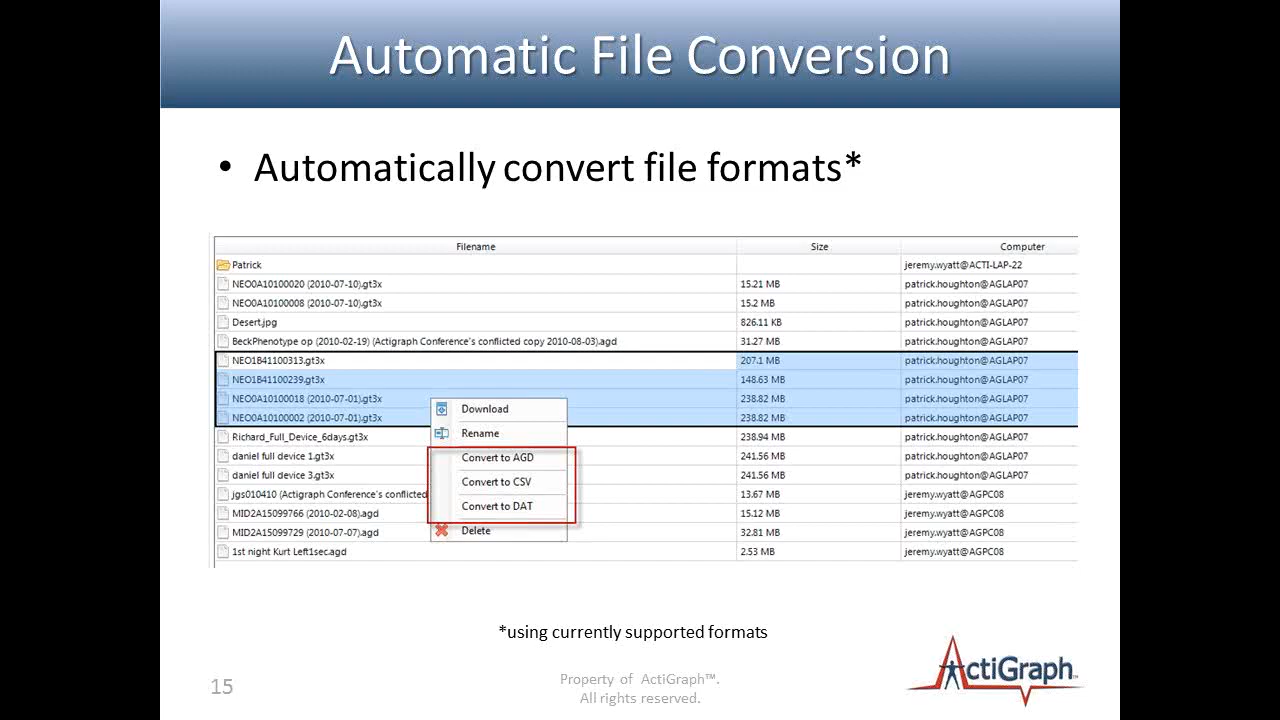 Automatic File Conversion
• Automatically convert file formats*
Filename Size Computer
Patrick jeremy.wyatt@ACTI-LAP-22
NEO0A10100020 (2010-07-10).gt3x 15.21 MB patrick.houghton@AGLAP07
NEO0A10100008 (2010-07-10).gt3x 15.2 MB patrick.houghton@AGLAP07
Desert.jpg 826.11 KB patrick.houghton@AGLAP07
BeckPhenotype op (2010-02-19) (Actigraph Conference's conflicted copy 2010-08-03).agd 31.27 MB patrick.houghton@AGLAP07
NEO1B41100313.gt3x 207.1 MB patrick.houghton@AGLAP07
NEO1B41100239.gt3x 148.63 MB patrick.houghton@AGLAP07
NEO0A10100018 (2010-07-01).gt3x 238.82 MB patrick.houghton@AGLAP07
NEO0A10100002 (2010-07-01).gt3x 238.82 MB patrick.houghton@AGLAP07
Richard_Full_Device_6days.gt3x 238.94 MB patrick.houghton@AGLAP07
daniel full device 1.gt3x 241.56 MB patrick.houghton@AGLAP07
daniel full device 3.gt3x 241.56 MB patrick.houghton@AGLAP07
jgs010410 (Actigraph Conference's conflicted 13.67 MB jeremy.wyatt@AGPC08
MID2A15099766 (2010-02-08).agd 15.12 MB jeremy.wyatt@AGPC08
MID2A15099729 (2010-07-07).agd 32.81 MB jeremy.wyatt@AGPC08
1st night Kurt Left1sec.agd 2.53 MB jeremy.wyatt@AGPC08
Download
Rename
Convert to AGD
Convert to CSV
Convert to DAT
Delete
*using currently supported formats
15
Property of ActiGraph™.
All rights reserved.
ActiGraph™